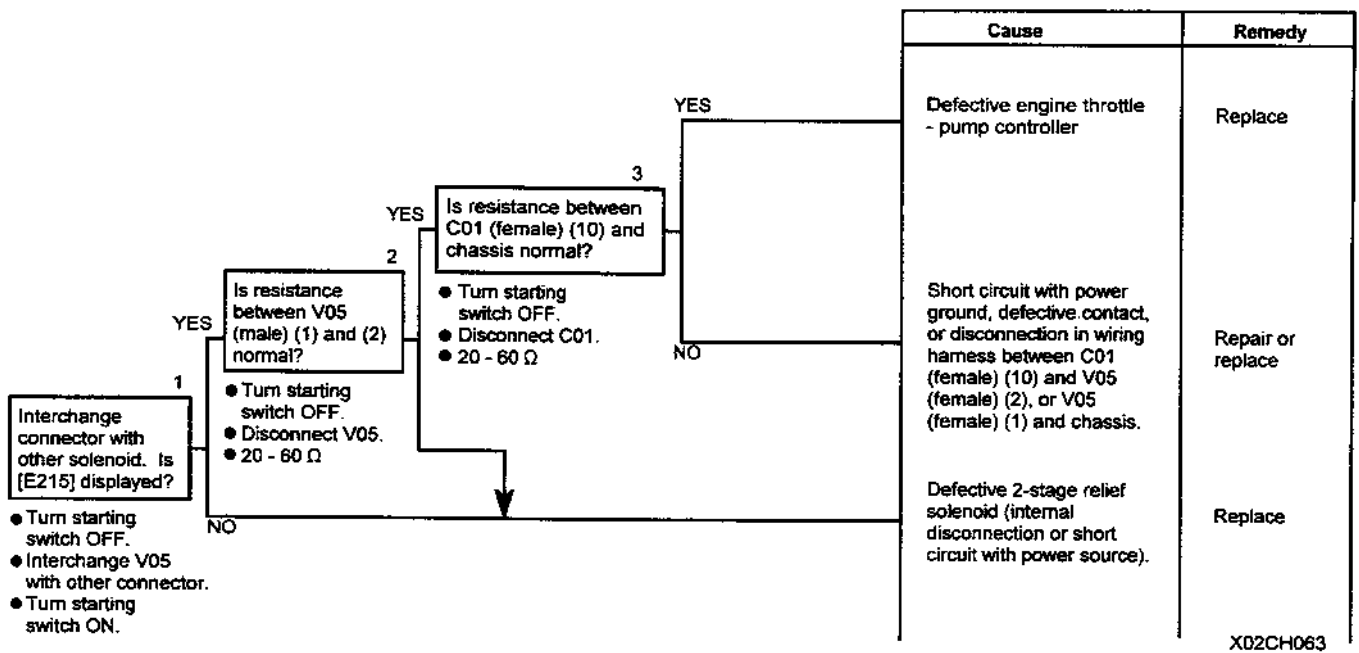 Cause
Remedy
YES
Defective engine throttle
- pump controller
Replace
3
YES
Is resistance between
C01 (female) (10) and
chassis normal?
● Turn starting
switch OFF.
● Disconnect C01.
● 20 - 60 Ω
NO
Short circuit with power
ground, defective contact,
or disconnection in wiring
harness between C01
(female) (10) and V05
(female) (2), or V05
(female) (1) and chassis.
Repair or
replace
2
YES
Is resistance
between V05
(male) (1) and (2)
normal?
● Turn starting
switch OFF.
● Disconnect V05.
● 20 - 60 Ω
1
Interchange
connector with
other solenoid. Is
[E215] displayed?
● Turn starting
switch OFF.
● Interchange V05
with other connector.
● Turn starting
switch ON.
NO
Defective 2-stage relief
solenoid (internal
disconnection or short
circuit with power source).
Replace
X02CH063